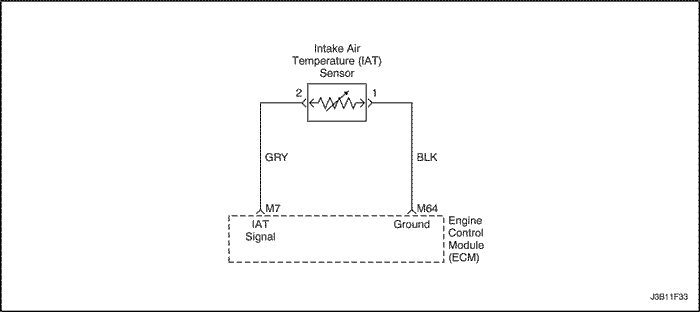 Intake Air
Temperature (IAT)
Sensor
2
1
GRY
BLK
M7
M64
IAT
Signal
Ground
Engine
Control
Module
(ECM)
J3B11F33